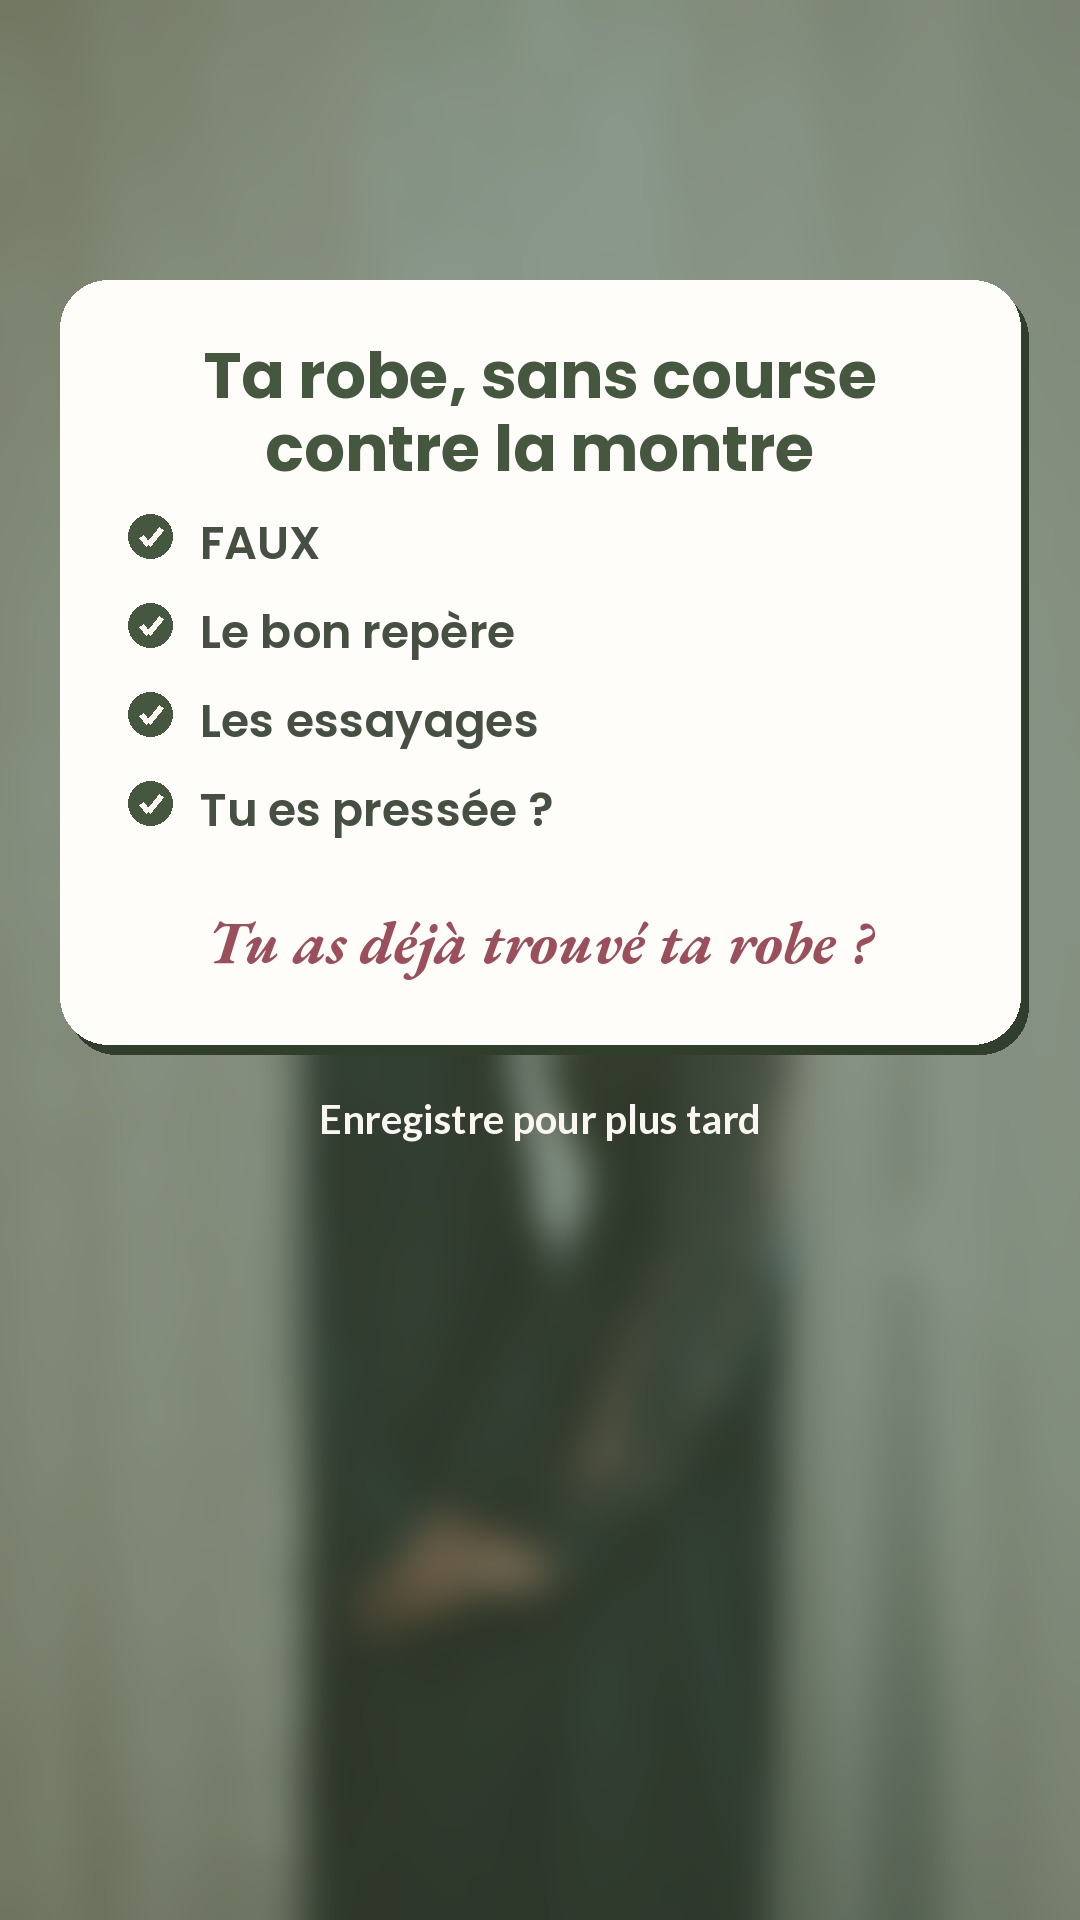 Ta robe, sans course
contre la montre
FAUX
Le bon repère
Les essayages
Tu es pressée ?
Tu as déjà trouvé ta robe ?
Enregistre pour plus tard